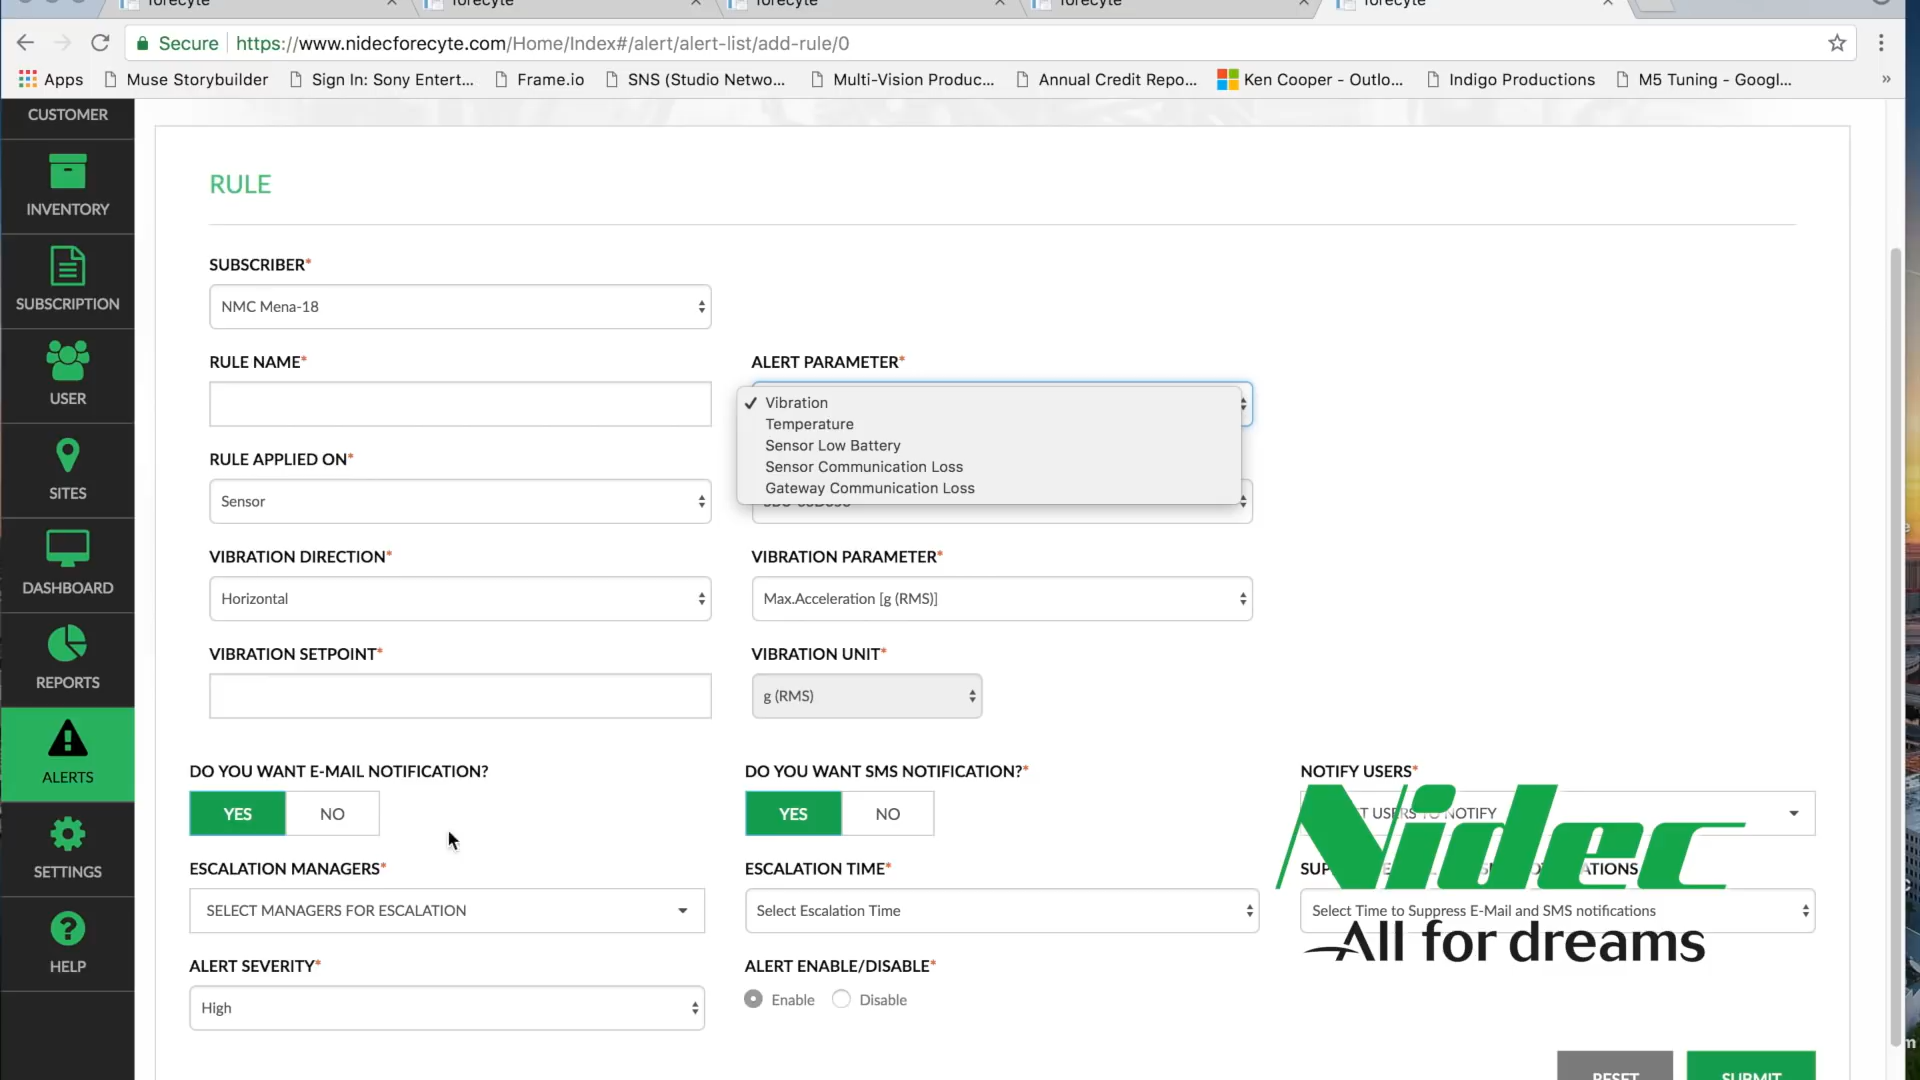 forecyte forecyte forecyte forecyte forecyte
Secure https://www.nidecforecyte.com/Home/Index#/alert/alert-list/add-rule/0
Apps Muse Storybuilder Sign In: Sony Entert... Frame.io SNS (Studio Netwo... Multi-Vision Produc... Annual Credit Repo... Ken Cooper - Outlo... Indigo Productions M5 Tuning - Googl... »
CUSTOMER
INVENTORY
SUBSCRIPTION
USER
SITES
DASHBOARD
REPORTS
ALERTS
SETTINGS
HELP
RULE
SUBSCRIBER*
NMC Mena-18
RULE NAME* ALERT PARAMETER*
✓ Vibration
Temperature
Sensor Low Battery
Sensor Communication Loss
Gateway Communication Loss
RULE APPLIED ON*
Sensor
VIBRATION DIRECTION* VIBRATION PARAMETER*
Horizontal Max.Acceleration [g (RMS)]
VIBRATION SETPOINT* VIBRATION UNIT*
g (RMS)
DO YOU WANT E-MAIL NOTIFICATION? DO YOU WANT SMS NOTIFICATION?* NOTIFY USERS*
YES NO YES NO USERS TO NOTIFY
ESCALATION MANAGERS* ESCALATION TIME*
SELECT MANAGERS FOR ESCALATION Select Escalation Time Select Time to Suppress E-Mail and SMS notifications
ALERT SEVERITY* ALERT ENABLE/DISABLE*
High Enable Disable
RESET SUBMIT
Nidec
All for dreams